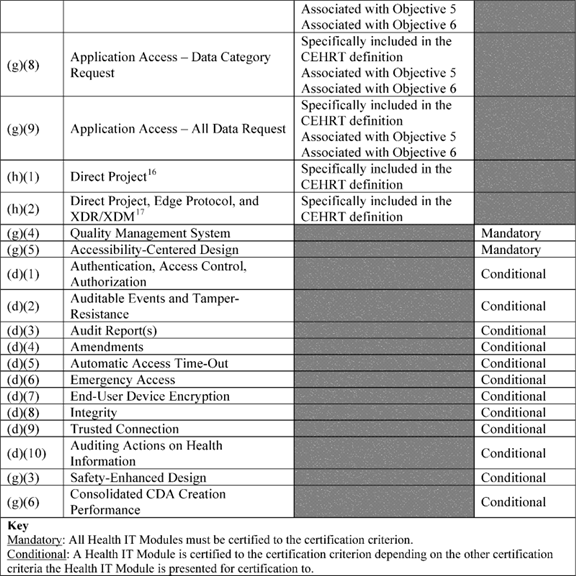 Associated with Objective 5
Associated with Objective 6
(g)(8)
Application Access – Data Category
Request
Specifically included in the
CEHRT definition
Associated with Objective 5
Associated with Objective 6
(g)(9)
Application Access – All Data Request
Specifically included in the
CEHRT definition
Associated with Objective 5
Associated with Objective 6
(h)(1)
Direct Project16
Specifically included in the
CEHRT definition
(h)(2)
Direct Project, Edge Protocol, and
XDR/XDM17
Specifically included in the
CEHRT definition
(g)(4) Quality Management System Mandatory
(g)(5) Accessibility-Centered Design Mandatory
(d)(1)
Authentication, Access Control,
Authorization
Conditional
(d)(2)
Auditable Events and Tamper-
Resistance
Conditional
(d)(3) Audit Report(s) Conditional
(d)(4) Amendments Conditional
(d)(5) Automatic Access Time-Out Conditional
(d)(6) Emergency Access Conditional
(d)(7) End-User Device Encryption Conditional
(d)(8) Integrity Conditional
(d)(9) Trusted Connection Conditional
(d)(10)
Auditing Actions on Health
Information
Conditional
(g)(3) Safety-Enhanced Design Conditional
(g)(6)
Consolidated CDA Creation
Performance
Conditional
Key
Mandatory: All Health IT Modules must be certified to the certification criterion.
Conditional: A Health IT Module is certified to the certification criterion depending on the other certification
criteria the Health IT Module is presented for certification to.